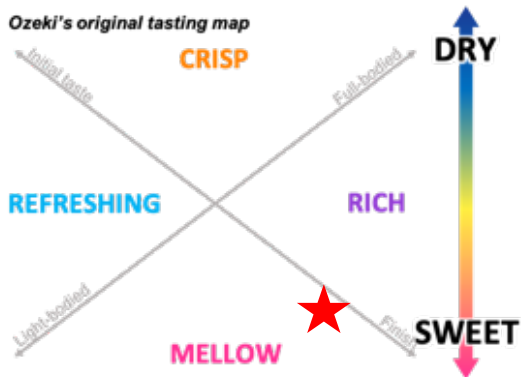 Ozeki's original tasting map
CRISP
DRY
Initial taste
Full-bodied
REFRESHING
RICH
Light-bodied
Finish
SWEET
MELLOW